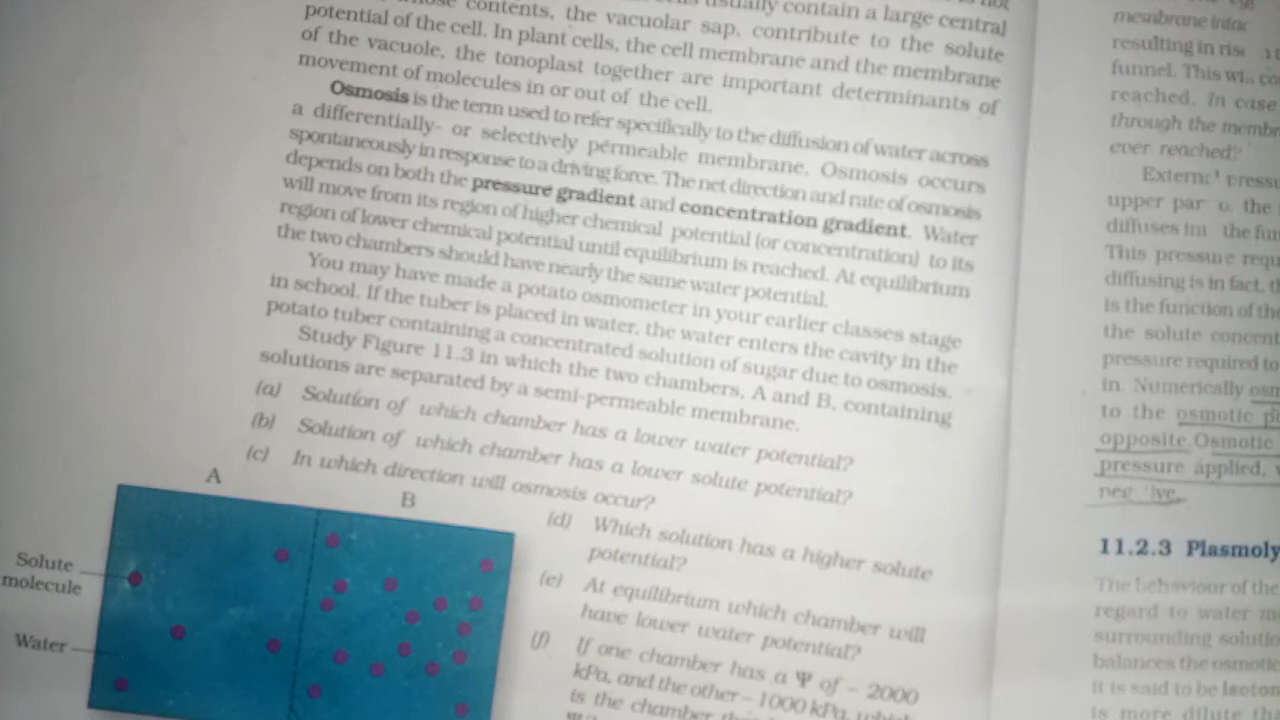 usually contain a large central
contents, the vacuolar sap, contribute to the solute
potential of the cell. In plant cells, the cell membrane and the membrane
of the vacuole, the tonoplast together are important determinants of
movement of molecules in or out of the cell.
Osmosis is the term used to refer specifically to the diffusion of water across
a differentially- or selectively permeable membrane. Osmosis occurs
spontaneously in response to a driving force. The net direction and rate of osmosis
depends on both the pressure gradient and concentration gradient. Water
will move from its region of higher chemical potential (or concentration) to its
region of lower chemical potential until equilibrium is reached. At equilibrium
the two chambers should have nearly the same water potential.
You may have made a potato osmometer in your earlier classes stage
in school. If the tuber is placed in water, the water enters the cavity in the
potato tuber containing a concentrated solution of sugar due to osmosis.
Study Figure 11.3 in which the two chambers, A and B, containing
solutions are separated by a semi-permeable membrane.
(a) Solution of which chamber has a lower water potential?
(b) Solution of which chamber has a lower solute potential?
(c) In which direction will osmosis occur?
(d) Which solution has a higher solute
potential?
(e) At equilibrium which chamber will
have lower water potential?
(f) If one chamber has a Ψ of – 2000
kPa, and the other – 1000 kPa, which
is the chamber that
A
B
Solute
molecule
Water
membrane
resulting in
funnel. This
reached. In case
through the
ever reached?
upper the
diffuses the
This pressure
diffusing is in fact,
is the function of the
the solute
pressure required to
in. Numerically
to the osmotic
opposite. Osmotic
pressure applied,
11.2.3
The behaviour of the
regard to water
surrounding
balances the
it is said to be
is more dilute